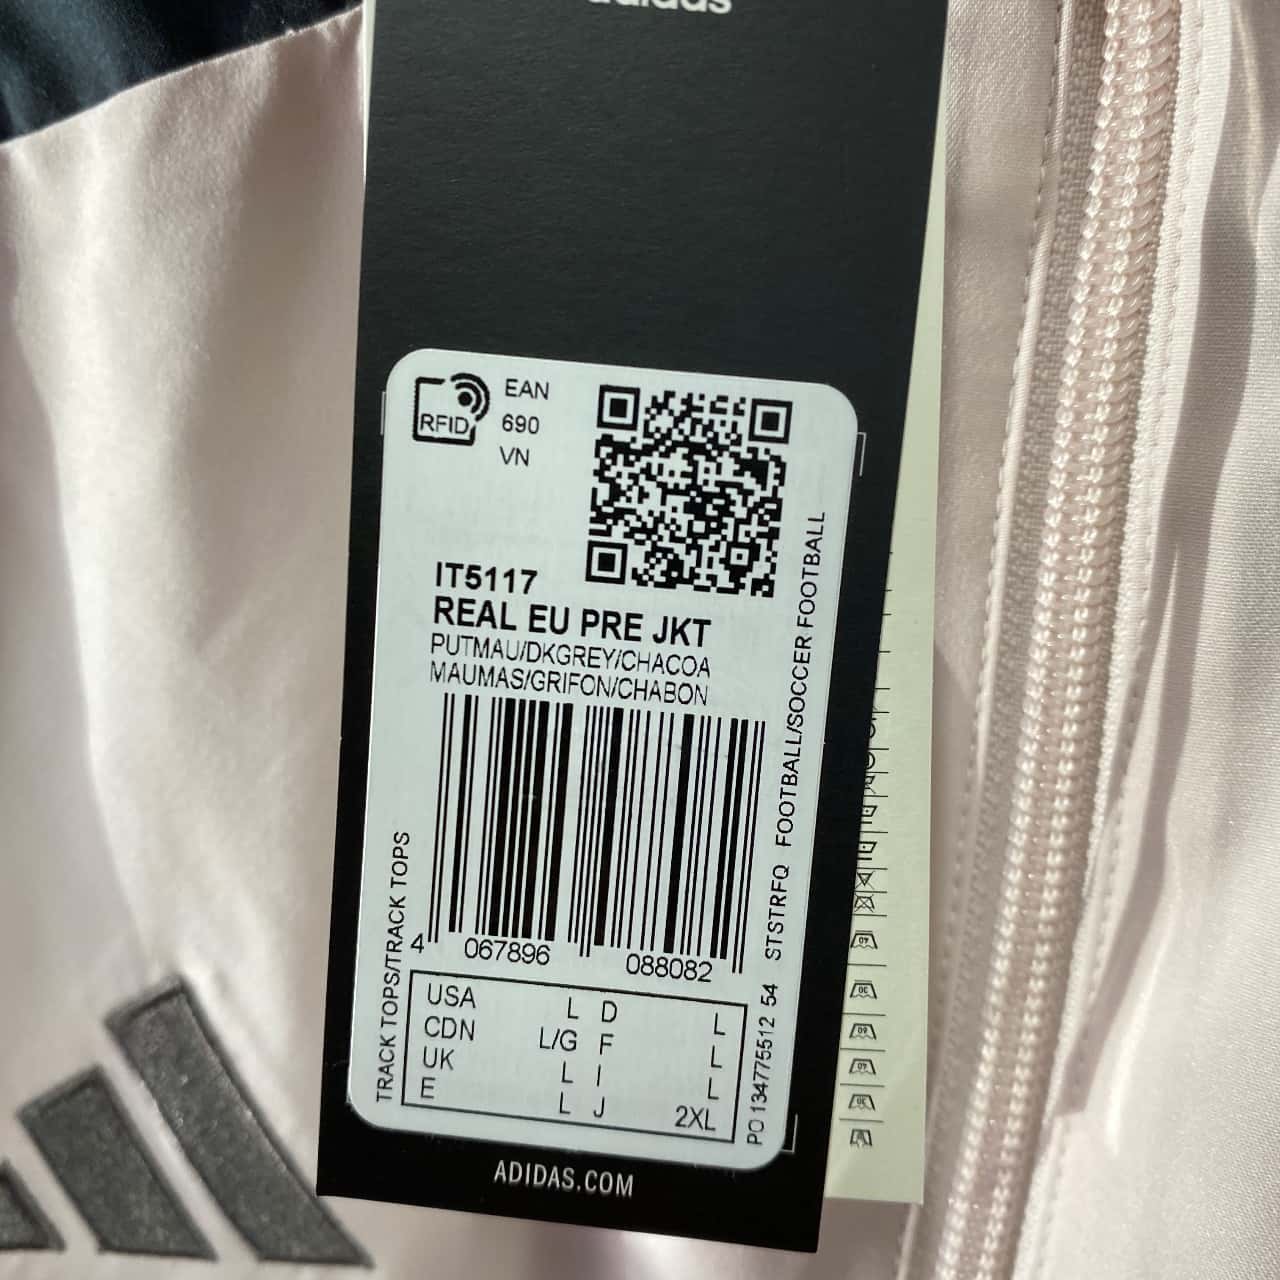 adidas
RFID
EAN
690
VN
IT5117
REAL EU PRE JKT
PUTMAU/DKGREY/CHACOA
MAUMAS/GRIFON/CHABON
4 067896 088082
TRACK TOPS/TRACK TOPS
PO 134775512 54 STSTRFQ FOOTBALL/SOCCER FOOTBALL
USA L D L
CDN L/G F L
UK L I L
E L J 2XL
ADIDAS.COM